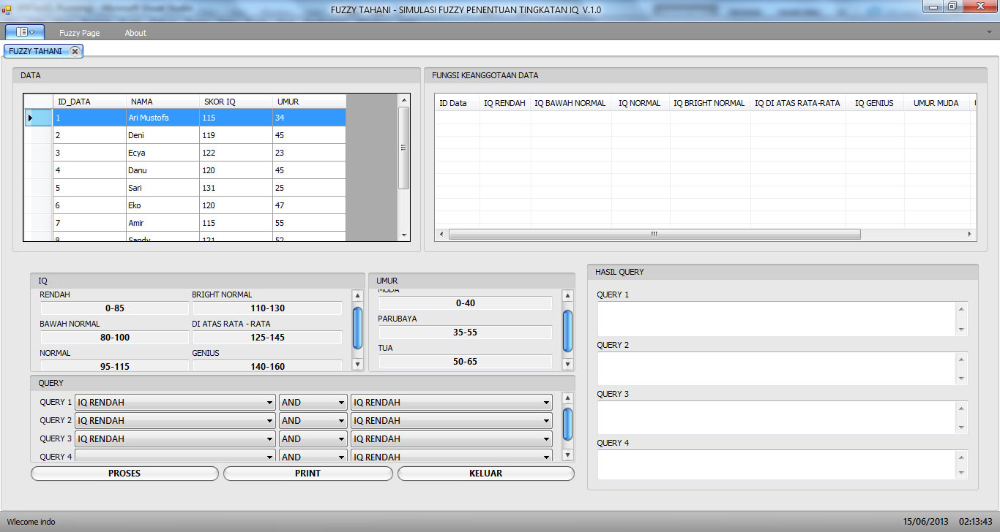 FUZZY TAHANI - SIMULASI FUZZY PENENTUAN TINGKATAN IQ V.1.0
Fuzzy Page About
FUZZY TAHANI
DATA
ID_DATA NAMA SKOR IQ UMUR
1 Ari Mustofa 115 34
2 Deni 119 45
3 Ecya 122 23
4 Danu 120 45
5 Sari 131 25
6 Eko 120 47
7 Amir 115 55
8 Sandy 121 52
FUNGSI KEANGGOTAAN DATA
ID Data IQ RENDAH IQ BAWAH NORMAL IQ NORMAL IQ BRIGHT NORMAL IQ DI ATAS RATA-RATA IQ GENIUS UMUR MUDA
IQ
RENDAH BRIGHT NORMAL
0-85 110-130
BAWAH NORMAL DI ATAS RATA - RATA
80-100 125-145
NORMAL GENIUS
95-115 140-160
UMUR
MUDA
0-40
PARUBAYA
35-55
TUA
50-65
QUERY
QUERY 1 IQ RENDAH AND IQ RENDAH
QUERY 2 IQ RENDAH AND IQ RENDAH
QUERY 3 IQ RENDAH AND IQ RENDAH
QUERY 4 AND IQ RENDAH
PROSES PRINT KELUAR
HASIL QUERY
QUERY 1
QUERY 2
QUERY 3
QUERY 4
Wlecome indo 15/06/2013 02:13:43